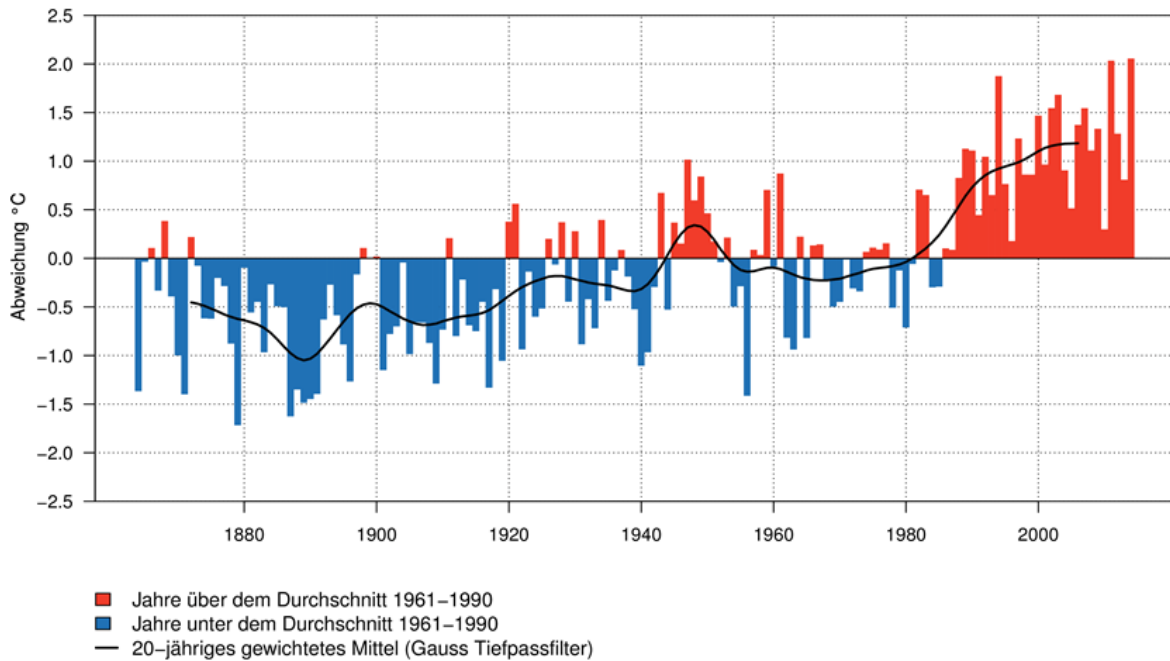 2.5
2.0
1.5
1.0
0.5
0.0
−0.5
−1.0
−1.5
−2.0
−2.5
Abweichung °C
1880 1900 1920 1940 1960 1980 2000
Jahre über dem Durchschnitt 1961−1990
Jahre unter dem Durchschnitt 1961−1990
20−jähriges gewichtetes Mittel (Gauss Tiefpassfilter)